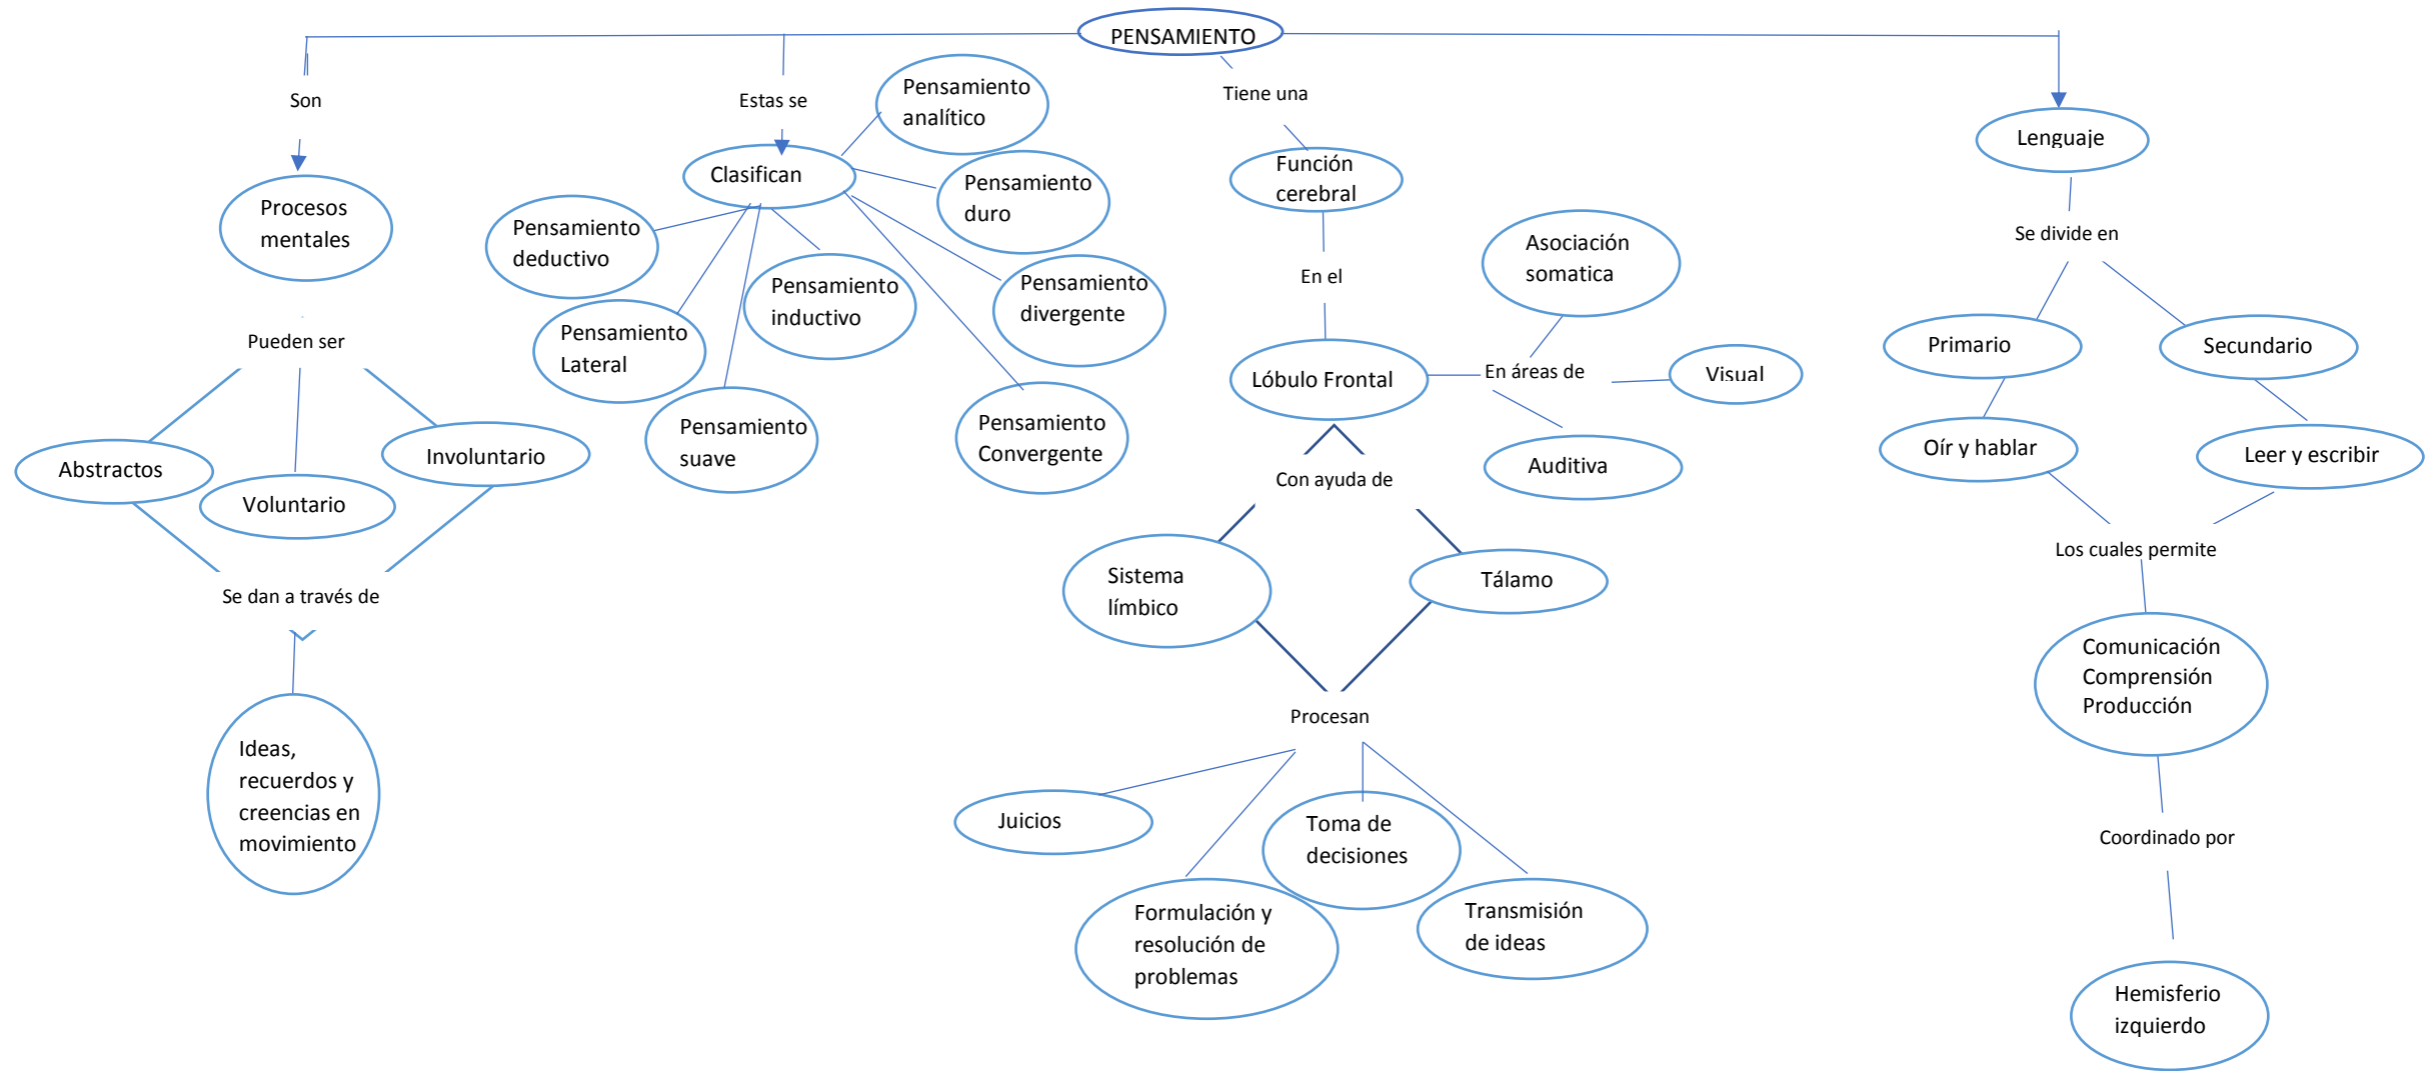 PENSAMIENTO
Son
Procesos
mentales
Pueden ser
Abstractos
Voluntario
Involuntario
Se dan a través de
Ideas,
recuerdos y
creencias en
movimiento
Estas se
Clasifican
Pensamiento
analítico
Pensamiento
duro
Pensamiento
deductivo
Pensamiento
inductivo
Pensamiento
divergente
Pensamiento
Lateral
Pensamiento
suave
Pensamiento
Convergente
Tiene una
Función
cerebral
En el
Lóbulo Frontal
En áreas de
Asociación
somatica
Visual
Auditiva
Con ayuda de
Sistema
límbico
Tálamo
Procesan
Juicios
Formulación y
resolución de
problemas
Toma de
decisiones
Transmisión
de ideas
Lenguaje
Se divide en
Primario
Secundario
Oír y hablar
Leer y escribir
Los cuales permite
Comunicación
Comprensión
Producción
Coordinado por
Hemisferio
izquierdo